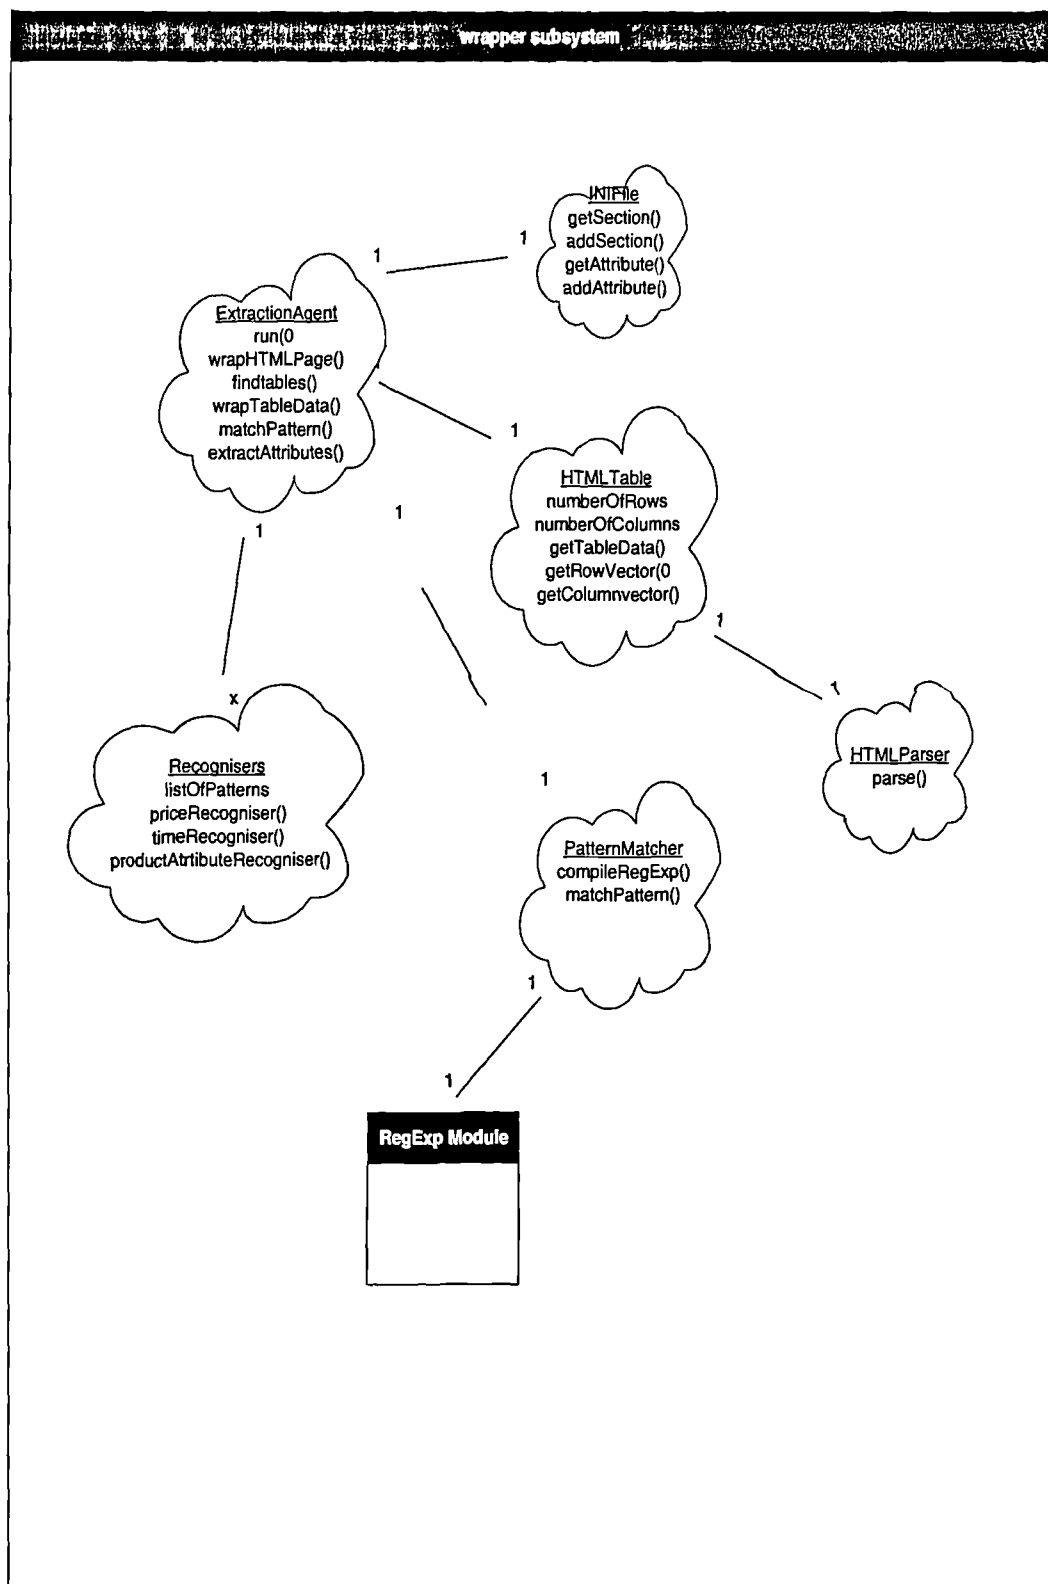 wrapper subsystem
INIFile
getSection()
addSection()
getAttribute()
addAttribute()
1
1
ExtractionAgent
run(0
wrapHTMLPage()
findtables()
wrapTableData()
matchPattern()
extractAttributes()
1
HTMLTable
numberOfRows
numberOfColumns
getTableData()
getRowVector(0
getColumnvector()
1
1
1
1
x
Recognisers
listOfPatterns
priceRecogniser()
timeRecogniser()
productAtrtibuteRecogniser()
HTMLParser
parse()
1
PatternMatcher
compileRegExp()
matchPattern()
1
1
RegExp Module